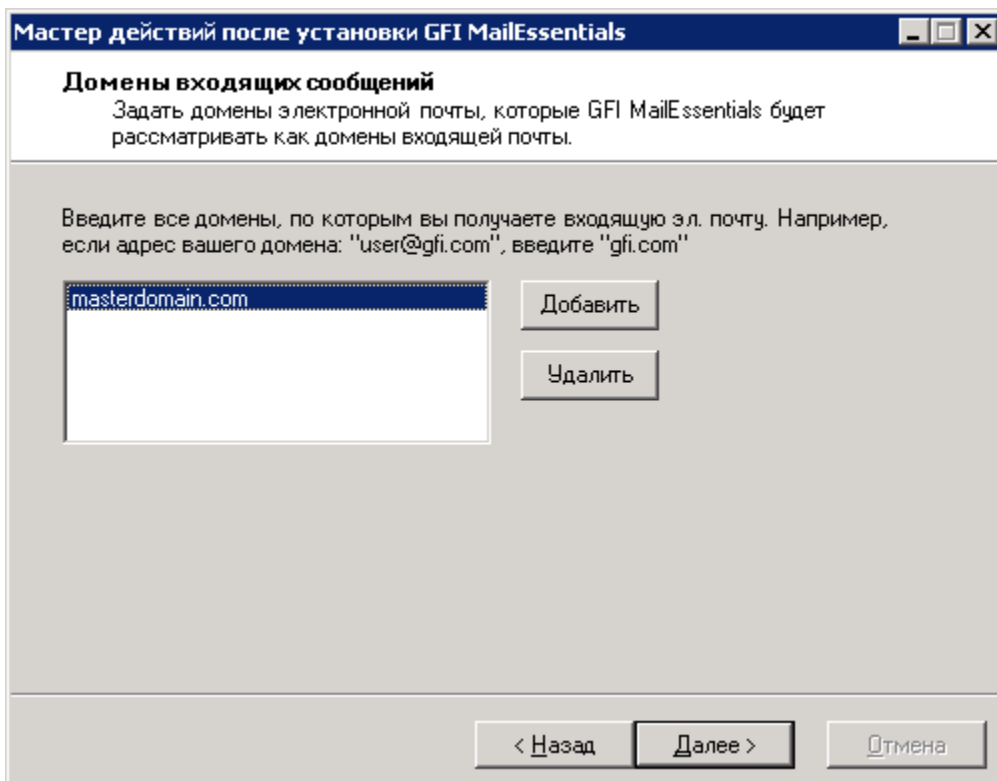 Мастер действий после установки GFI MailEssentials
Домены входящих сообщений
Задать домены электронной почты, которые GFI MailEssentials будет
рассматривать как домены входящей почты.
Введите все домены, по которым вы получаете входящую эл. почту. Например,
если адрес вашего домена: "user@gfi.com", введите "gfi.com"
masterdomain.com
Добавить
Удалить
< Назад
Далее >
Отмена